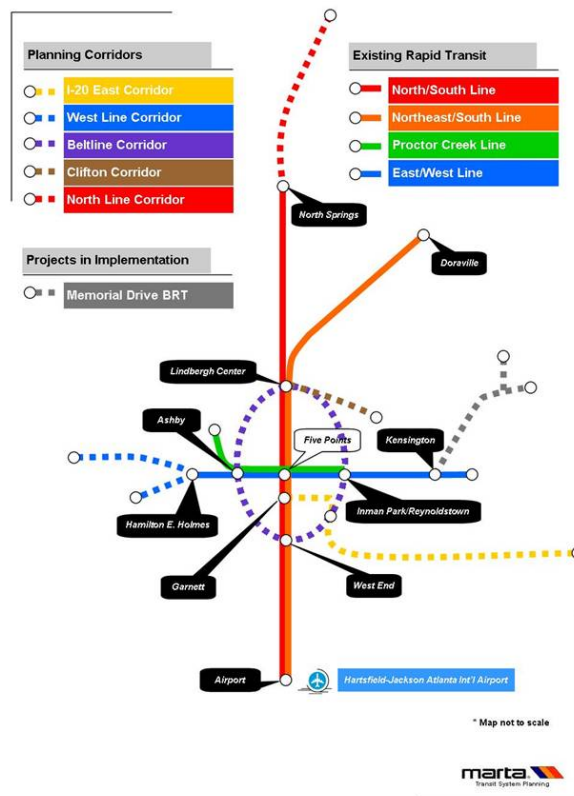 Planning Corridors
I-20 East Corridor
West Line Corridor
Beltline Corridor
Clifton Corridor
North Line Corridor
Existing Rapid Transit
North/South Line
Northeast/South Line
Proctor Creek Line
East/West Line
Projects in Implementation
Memorial Drive BRT
North Springs
Doraville
Lindbergh Center
Ashby
Five Points
Kensington
Hamilton E. Holmes
Inman Park/Reynoldstown
Garnett
West End
Airport
Hartsfield-Jackson Atlanta Int'l Airport
* Map not to scale
marta
Transit System Planning